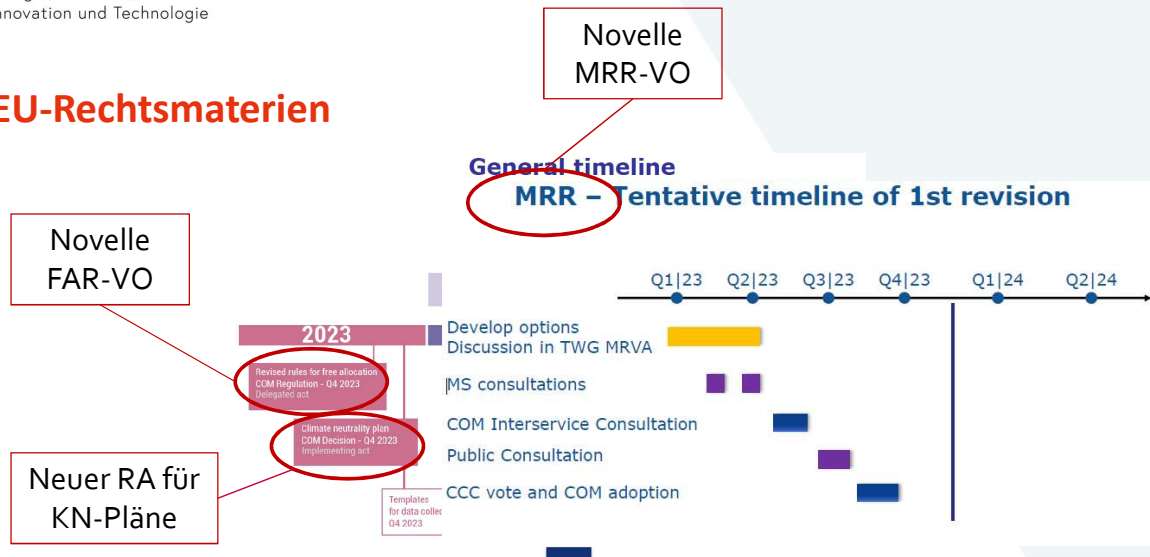 nnovation und Technologie
Novelle
MRR-VO
EU-Rechtsmaterien
General timeline
MRR – Tentative timeline of 1st revision
Novelle
FAR-VO
Q1|23 Q2|23 Q3|23 Q4|23 Q1|24 Q2|24
2023
Develop options
Discussion in TWG MRVA
Revised rules for free allocation
COM Regulation - Q4 2023
Delegated act
MS consultations
Climate neutrality plan
COM Decision - Q4 2023
Implementing act
COM Interservice Consultation
Public Consultation
Neuer RA für
KN-Pläne
CCC vote and COM adoption
Templates
for data collec
Q4 2023